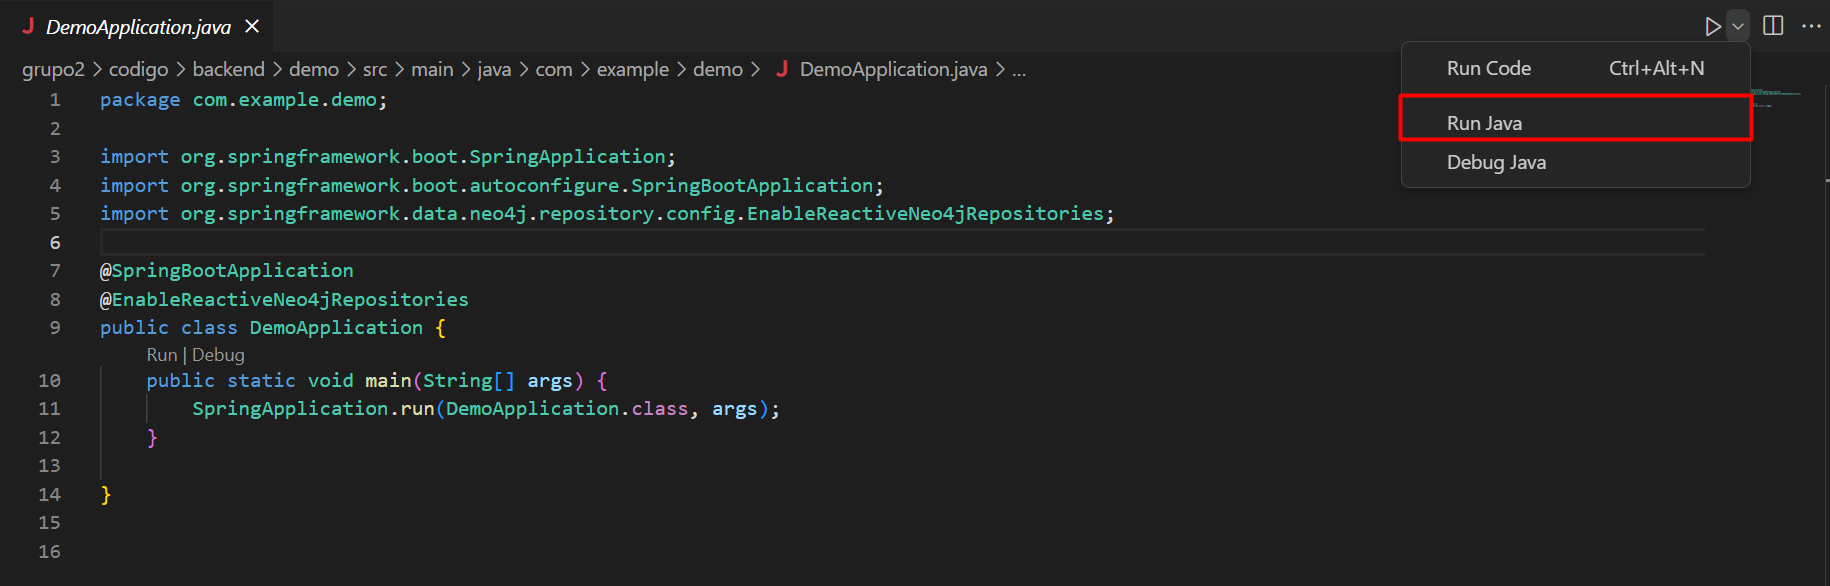 DemoApplication.java
grupo2 > codigo > backend > demo > src > main > java > com > example > demo > DemoApplication.java > ...
Run Code Ctrl+Alt+N
Run Java
Debug Java
1 package com.example.demo;
2
3 import org.springframework.boot.SpringApplication;
4 import org.springframework.boot.autoconfigure.SpringBootApplication;
5 import org.springframework.data.neo4j.repository.config.EnableReactiveNeo4jRepositories;
6
7 @SpringBootApplication
8 @EnableReactiveNeo4jRepositories
9 public class DemoApplication {
Run | Debug
10 public static void main(String[] args) {
11 SpringApplication.run(DemoApplication.class, args);
12 }
13
14 }
15
16